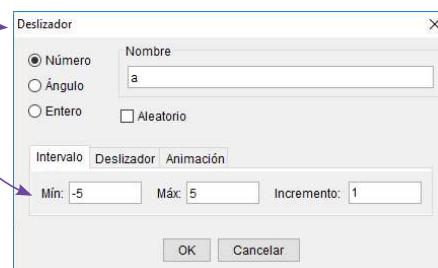 Deslizador
Número
Ángulo
Entero
Nombre
a
Aleatorio
Intervalo Deslizador Animación
Mín: -5 Máx: 5 Incremento: 1
OK Cancelar